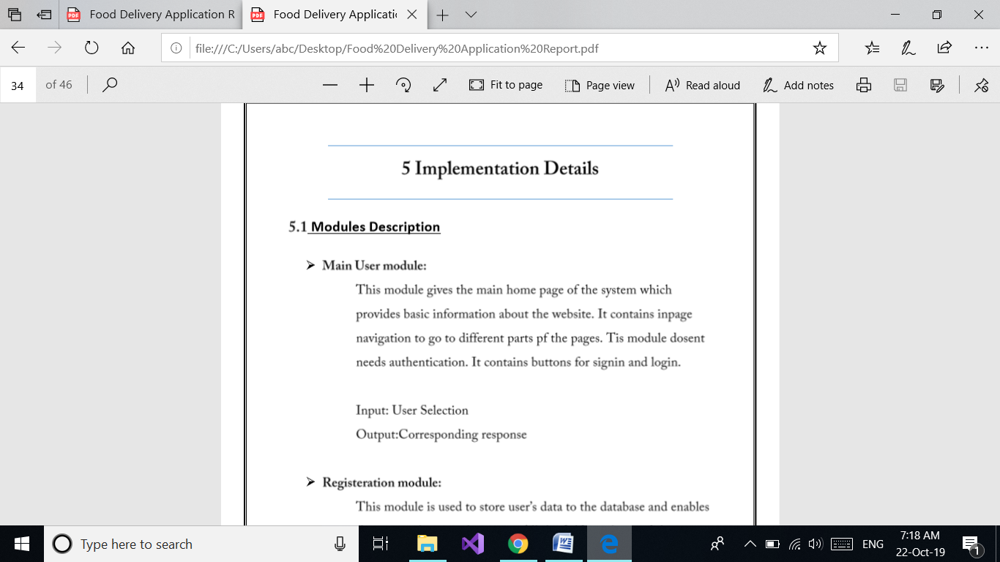 Food Delivery Application R
Food Delivery Applicatic
file:///C:/Users/abc/Desktop/Food%20Delivery%20Application%20Report.pdf
34 of 46
Fit to page
Page view
Read aloud
Add notes
5 Implementation Details
5.1 Modules Description
➢ Main User module:
This module gives the main home page of the system which
provides basic information about the website. It contains inpage
navigation to go to different parts pf the pages. Tis module dosent
needs authentication. It contains buttons for signin and login.
Input: User Selection
Output:Corresponding response
➢ Registeration module:
This module is used to store user's data to the database and enables
Type here to search
ENG
7:18 AM
22-Oct-19
1